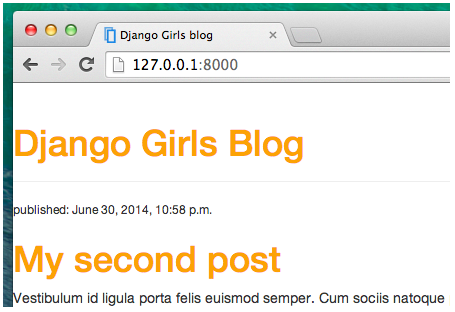 Django Girls blog
127.0.0.1:8000
Django Girls Blog
published: June 30, 2014, 10:58 p.m.
My second post
Vestibulum id ligula porta felis euismod semper. Cum sociis natoque